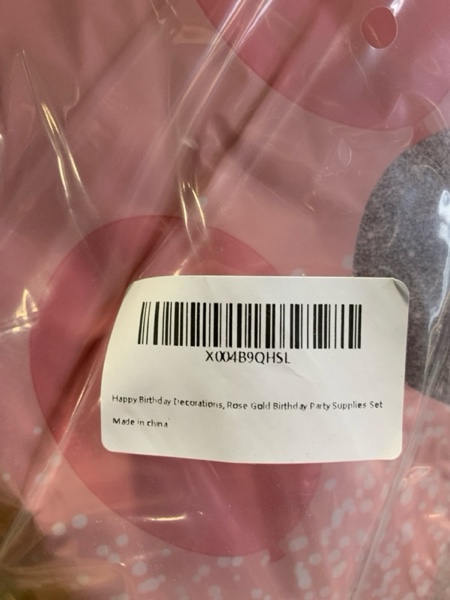 X004B9QHSL
Happy Birthday Decorations, Rose Gold Birthday Party Supplies Set
Made in china